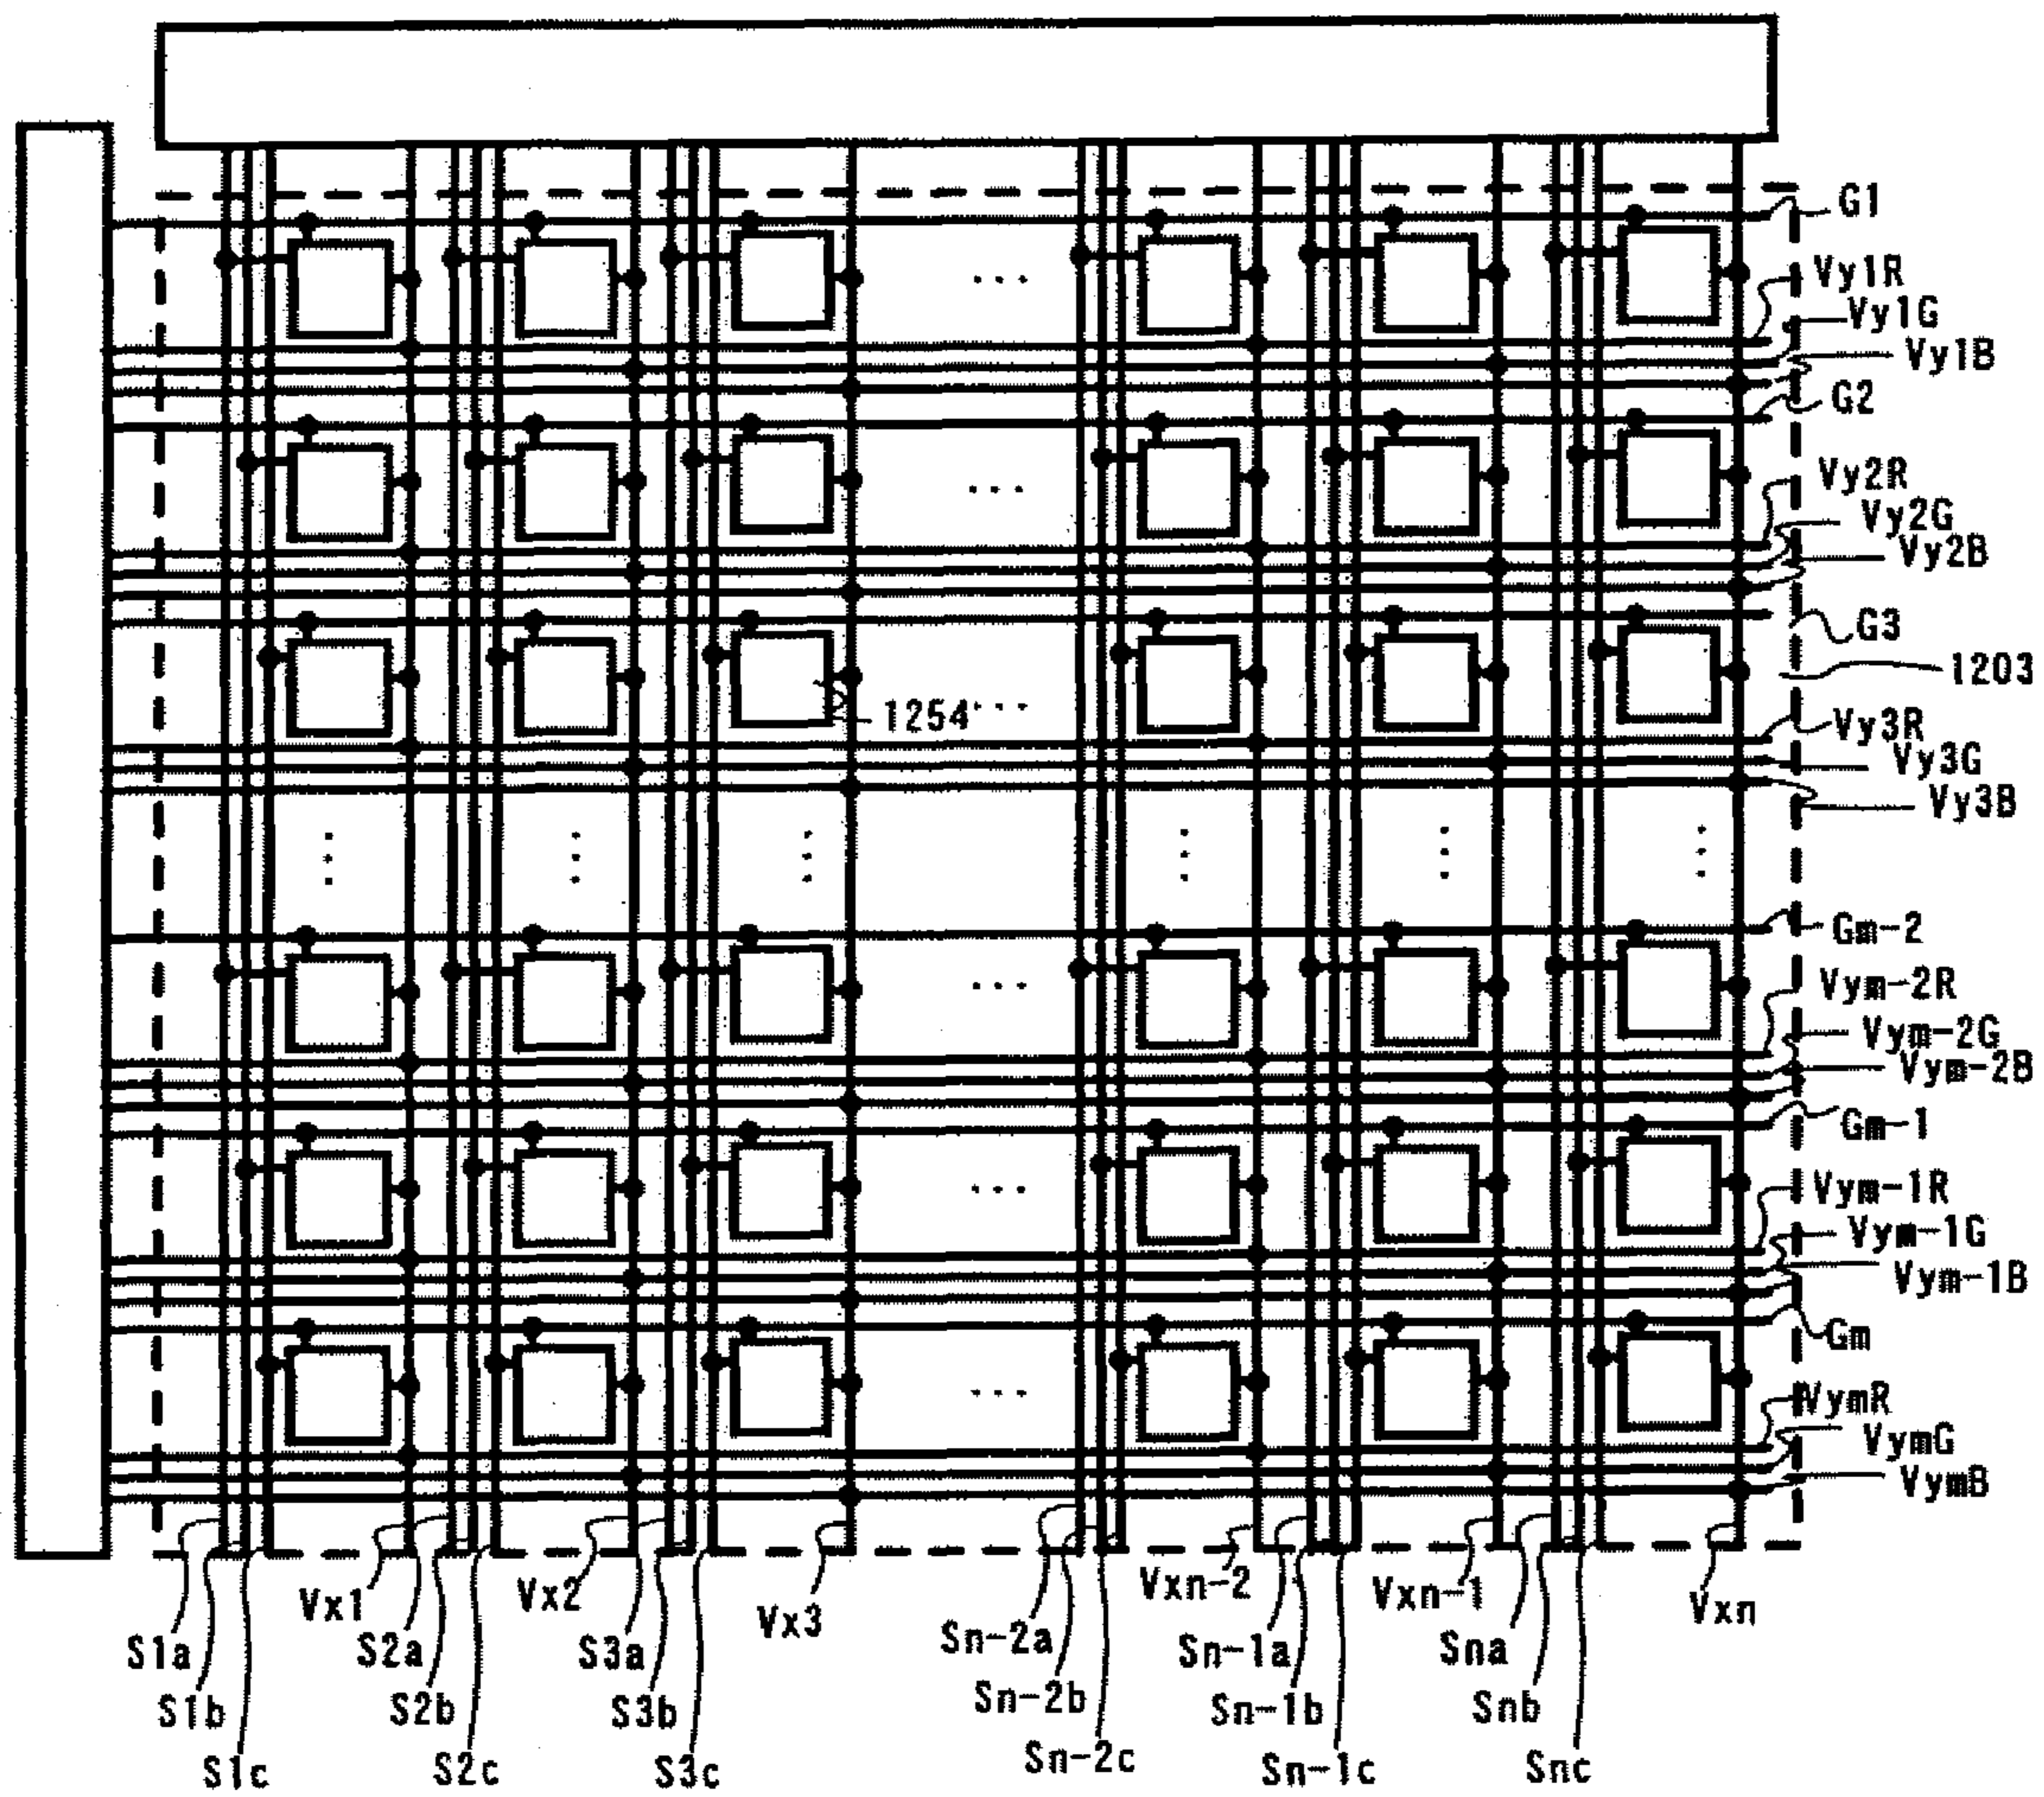 G1
Vy1R
Vy1G
Vy1B
G2
Vy2R
Vy2G
Vy2B
G3
1203
1254
Vy3R
Vy3G
Vy3B
Gm-2
Vym-2R
Vym-2G
Vym-2B
Gm-1
Vym-1R
Vym-1G
Vym-1B
Gm
VymR
VymG
VymB
Vx1
Vx2
Vx3
Vxn-2
Vxn-1
Vxn
S1a
S2a
S3a
Sn-2a
Sn-1a
Sna
S1b
S2b
S3b
Sn-2b
Sn-1b
Snb
S1c
S2c
S3c
Sn-2c
Sn-1c
Snc